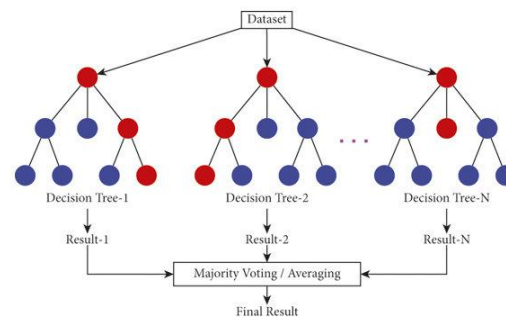 Dataset
Decision Tree-1
Decision Tree-2
Decision Tree-N
Result-1
Result-2
Result-N
Majority Voting / Averaging
Final Result